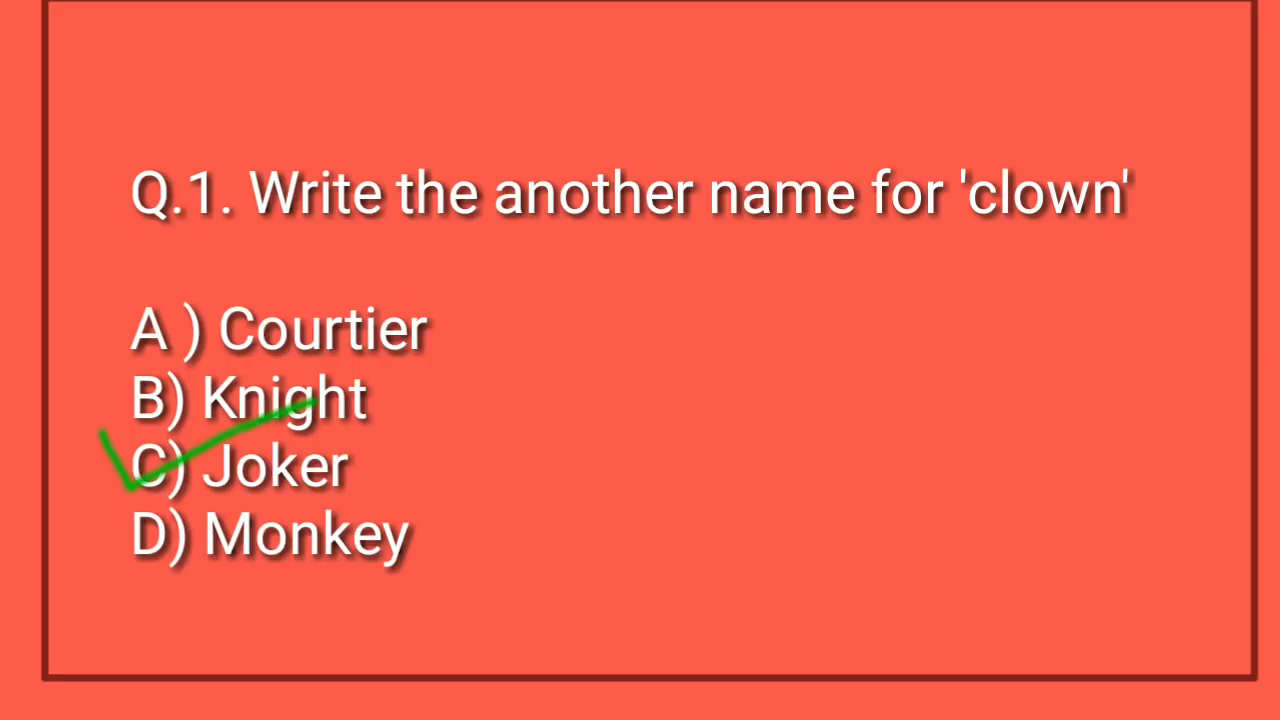 Q.1. Write the another name for 'clown'
A ) Courtier
B) Knight
C) Joker
D) Monkey